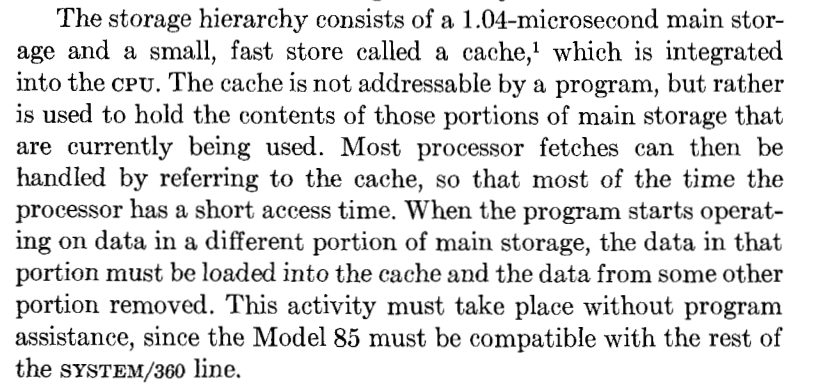 The storage hierarchy consists of a 1.04-microsecond main stor-
age and a small, fast store called a cache,¹ which is integrated
into the CPU. The cache is not addressable by a program, but rather
is used to hold the contents of those portions of main storage that
are currently being used. Most processor fetches can then be
handled by referring to the cache, so that most of the time the
processor has a short access time. When the program starts operat-
ing on data in a different portion of main storage, the data in that
portion must be loaded into the cache and the data from some other
portion removed. This activity must take place without program
assistance, since the Model 85 must be compatible with the rest of
the SYSTEM/360 line.